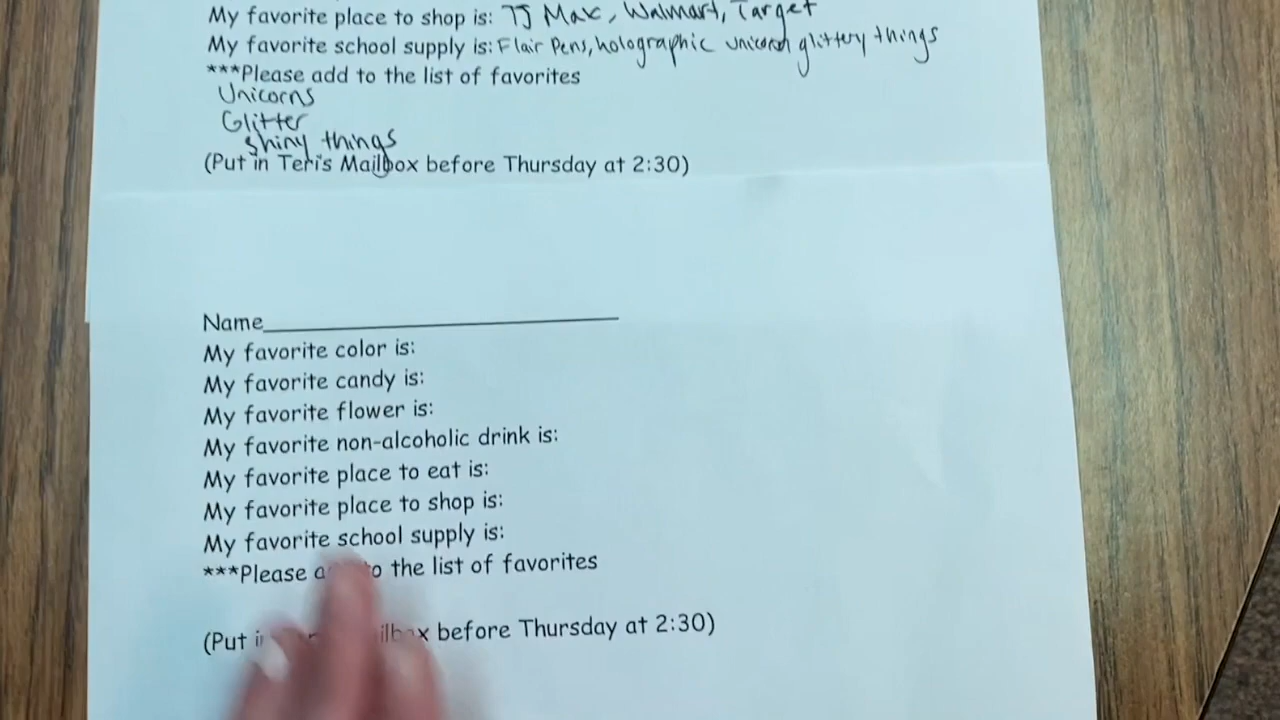 My favorite place to shop is: TJ Max, Walmart, Target
My favorite school supply is: Flair Pens, holographic unicorn glittery things
***Please add to the list of favorites
Unicorns
Glitter
shiny things
(Put in Teri's Mailbox before Thursday at 2:30)
Name
My favorite color is:
My favorite candy is:
My favorite flower is:
My favorite non-alcoholic drink is:
My favorite place to eat is:
My favorite place to shop is:
My favorite school supply is:
***Please to the list of favorites
(Put before Thursday at 2:30)